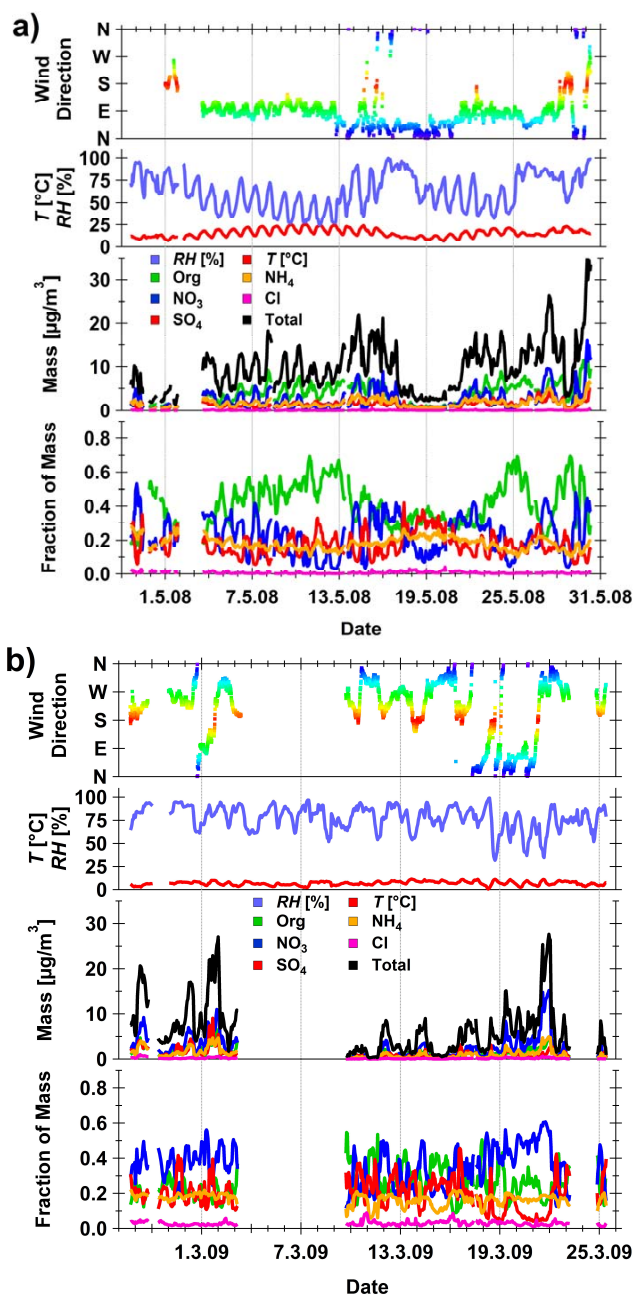 a)
N
W
S
E
N
Wind
Direction
100
75
50
25
0
T [°C]
RH [%]
RH [%] T [°C]
Org NH4
NO3 Cl
SO4 Total
30
20
10
0
Mass [µg/m³]
0.8
0.6
0.4
0.2
0.0
Fraction of Mass
1.5.08 7.5.08 13.5.08 19.5.08 25.5.08 31.5.08
Date
b)
N
W
S
E
N
Wind
Direction
100
75
50
25
0
T [°C]
RH [%]
RH [%] T [°C]
Org NH₄
NO₃ Cl
SO₄ Total
30
20
10
0
Mass [µg/m³]
0.8
0.6
0.4
0.2
0.0
Fraction of Mass
1.3.09 7.3.09 13.3.09 19.3.09 25.3.09
Date